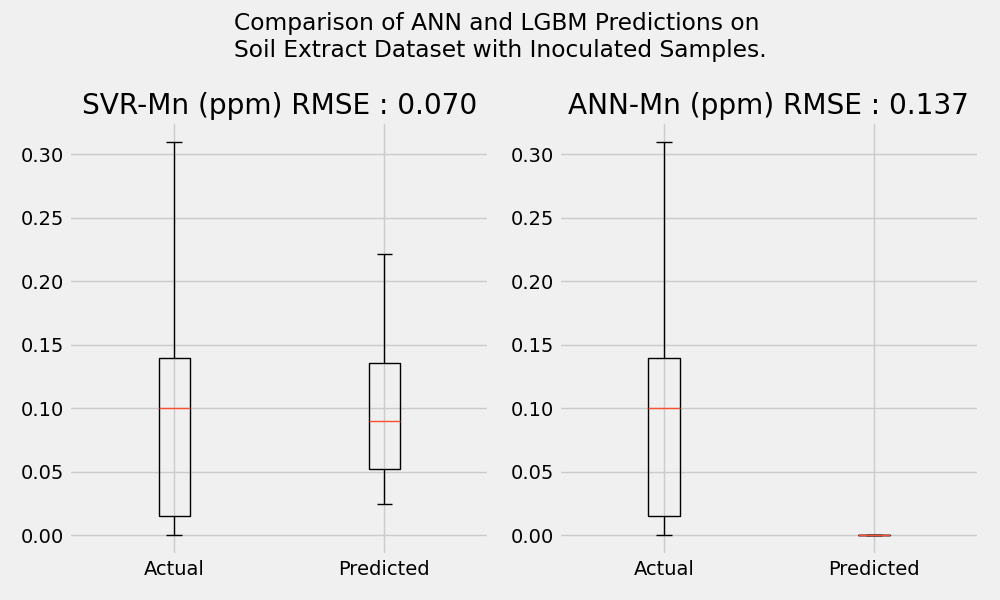 Comparison of ANN and LGBM Predictions on
Soil Extract Dataset with Inoculated Samples.
SVR-Mn (ppm) RMSE : 0.070
0.30
0.25
0.20
0.15
0.10
0.05
0.00
Actual
Predicted
ANN-Mn (ppm) RMSE : 0.137
0.30
0.25
0.20
0.15
0.10
0.05
0.00
Actual
Predicted